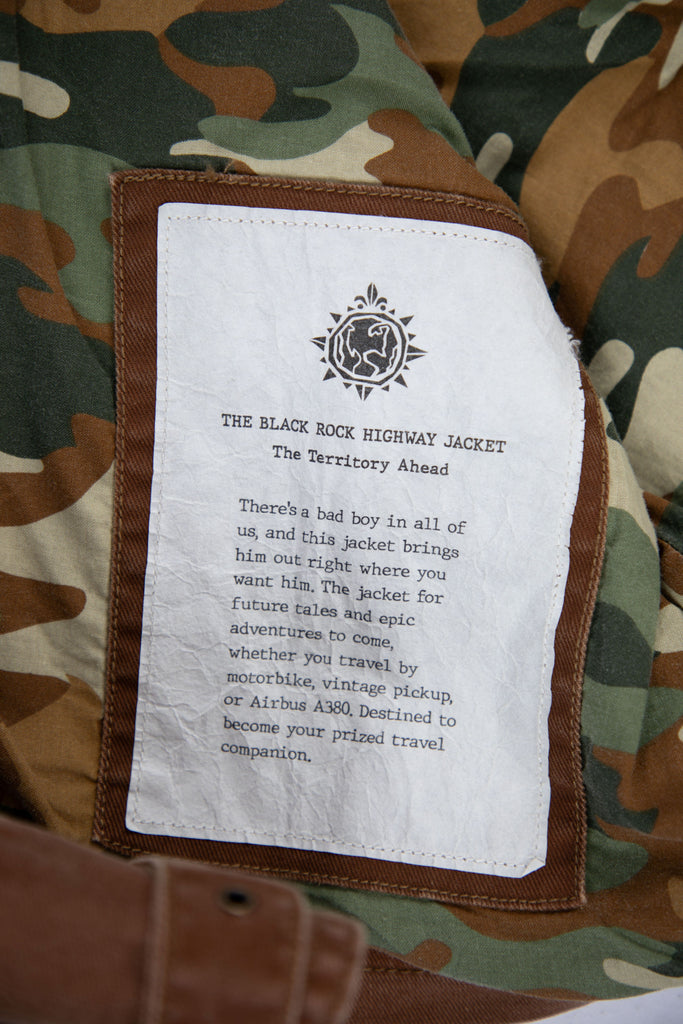 THE BLACK ROCK HIGHWAY JACKET
The Territory Ahead
There's a bad boy in all of
us, and this jacket brings
him out right where you
want him. The jacket for
future tales and epic
adventures to come,
whether you travel by
motorbike, vintage pickup,
or Airbus A380. Destined to
become your prized travel
companion.